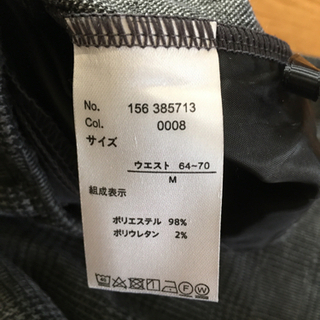 No. 156 385713
Col. 0008
サイズ
ウエスト 64~70
M
組成表示
ポリエステル 98%
ポリウレタン 2%